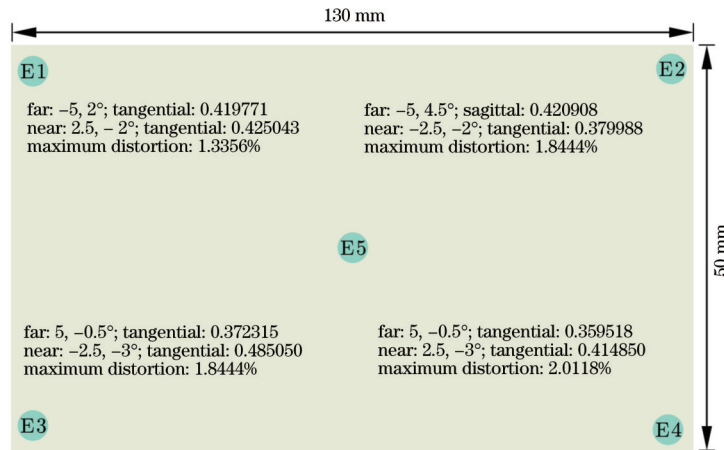 130 mm
E1
E2
far: −5, 2°; tangential: 0.419771
near: 2.5, − 2°; tangential: 0.425043
maximum distortion: 1.3356%
far: −5, 4.5°; sagittal: 0.420908
near: −2.5, −2°; tangential: 0.379988
maximum distortion: 1.8444%
E5
50 mm
far: 5, −0.5°; tangential: 0.372315
near: −2.5, −3°; tangential: 0.485050
maximum distortion: 1.8444%
far: 5, −0.5°; tangential: 0.359518
near: 2.5, −3°; tangential: 0.414850
maximum distortion: 2.0118%
E3
E4